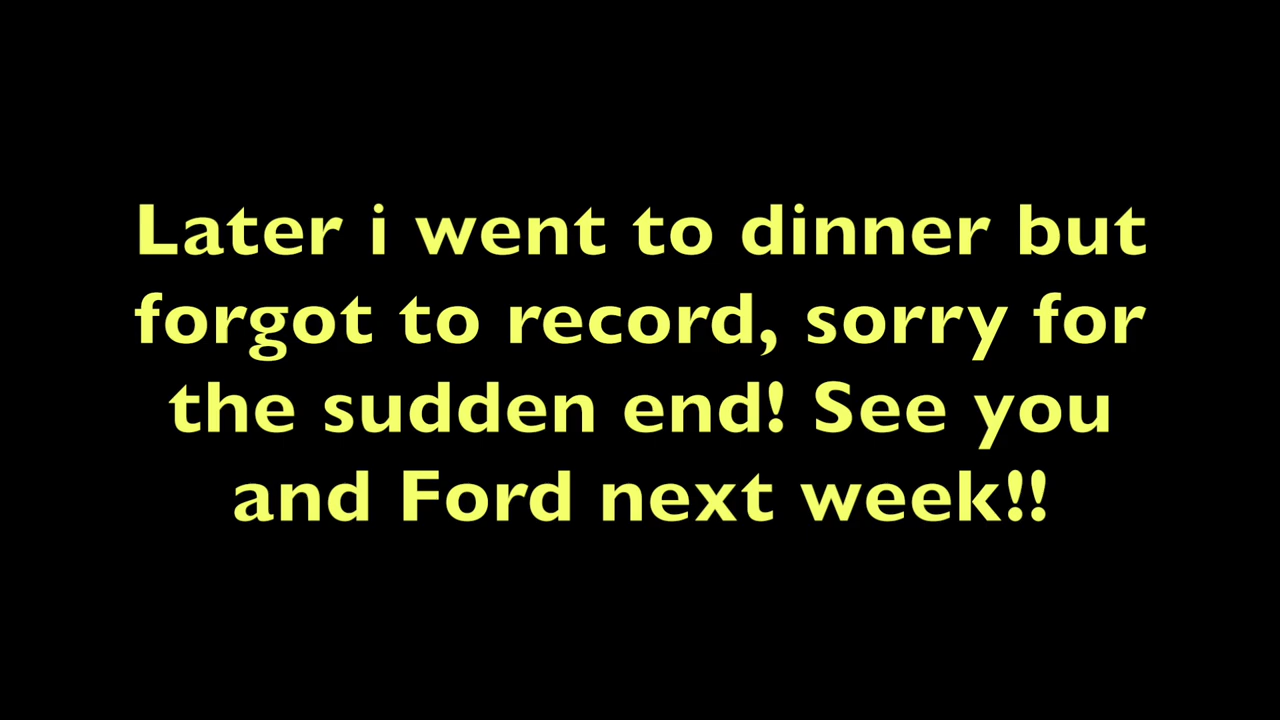 Later i went to dinner but
forgot to record, sorry for
the sudden end! See you
and Ford next week!!